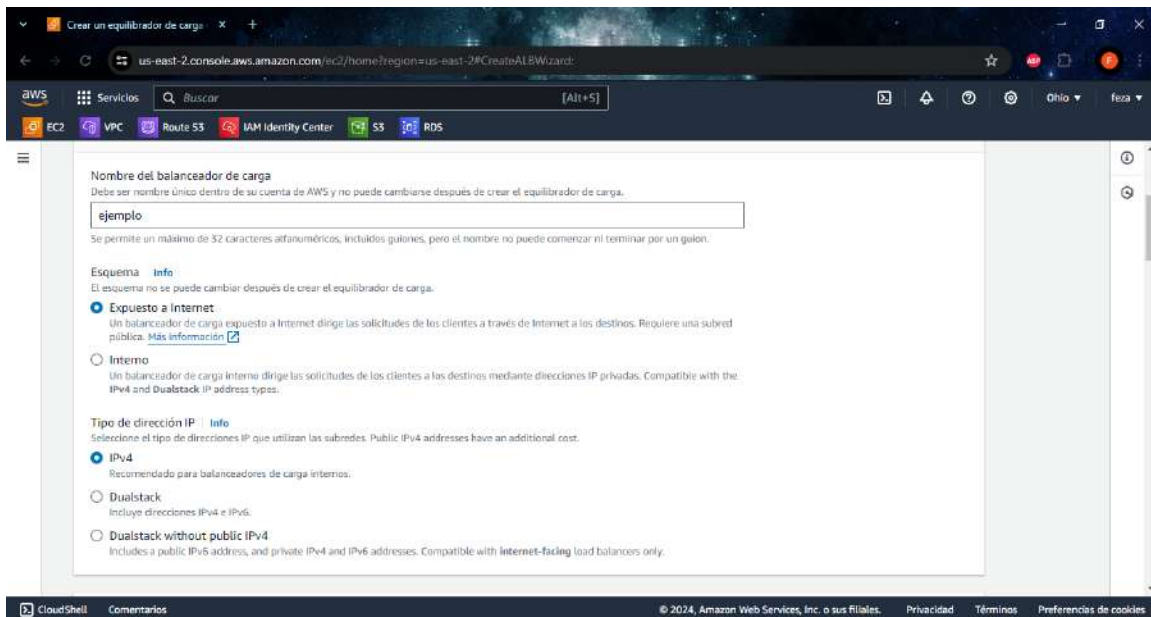 Crear un equilibrador de carga
us-east-2.console.aws.amazon.com/ec2/home?region=us-east-2#CreateALBWizard:
ABP
F
aws Servicios Buscar [Alt+S] Ohio feza
EC2 VPC Route 53 IAM Identity Center S3 RDS
Nombre del balanceador de carga
Debe ser nombre único dentro de su cuenta de AWS y no puede cambiarse después de crear el equilibrador de carga.
ejemplo
Se permite un máximo de 32 caracteres alfanuméricos, incluidos guiones, pero el nombre no puede comenzar ni terminar por un guion.
Esquema Info
El esquema no se puede cambiar después de crear el equilibrador de carga.
Expuesto a Internet
Un balanceador de carga expuesto a Internet dirige las solicitudes de los clientes a través de Internet a los destinos. Requiere una subred
pública. Más información
Interno
Un balanceador de carga interno dirige las solicitudes de los clientes a los destinos mediante direcciones IP privadas. Compatible with the
IPv4 and Dualstack IP address types.
Tipo de dirección IP Info
Seleccione el tipo de direcciones IP que utilizan las subredes. Public IPv4 addresses have an additional cost.
IPv4
Recomendado para balanceadores de carga internos.
Dualstack
Incluye direcciones IPv4 e IPv6.
Dualstack without public IPv4
Includes a public IPv6 address, and private IPv4 and IPv6 addresses. Compatible with internet-facing load balancers only.
CloudShell Comentarios © 2024, Amazon Web Services, Inc. o sus filiales. Privacidad Términos Preferencias de cookies